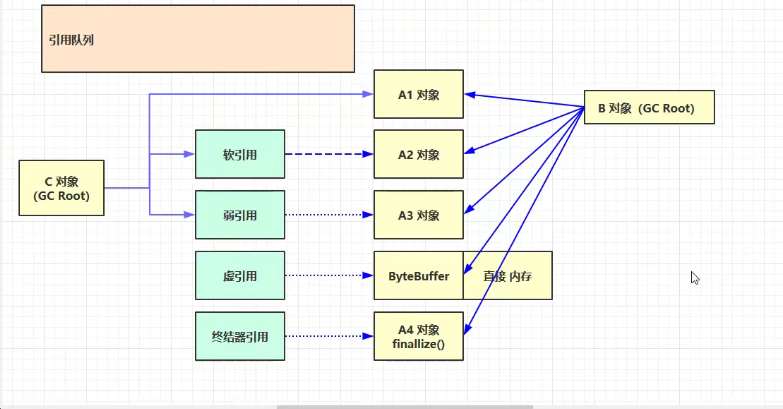 引用队列
A1 对象
B 对象（GC Root）
软引用
A2 对象
C 对象
（GC Root）
弱引用
A3 对象
虚引用
ByteBuffer
直接 内存
终结器引用
A4 对象
finallize()